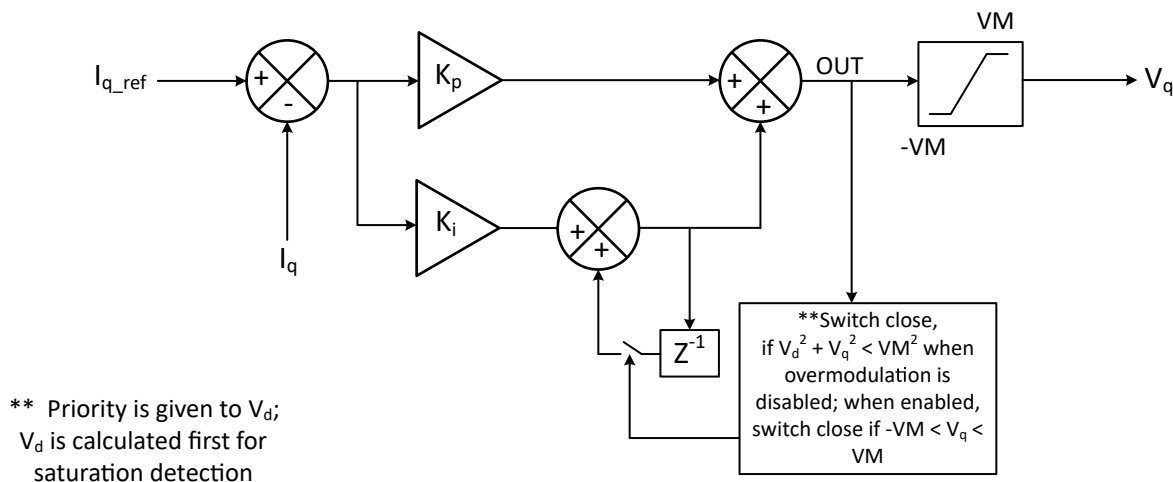 VM
I_q_ref
+
-
K_p
+
+
OUT
V_q
-VM
K_i
+
+
I_q
Z^-1
**Switch close,
if V_d^2 + V_q^2 < VM^2 when
overmodulation is
disabled; when enabled,
switch close if -VM < V_q <
VM
** Priority is given to V_d;
V_d is calculated first for
saturation detection